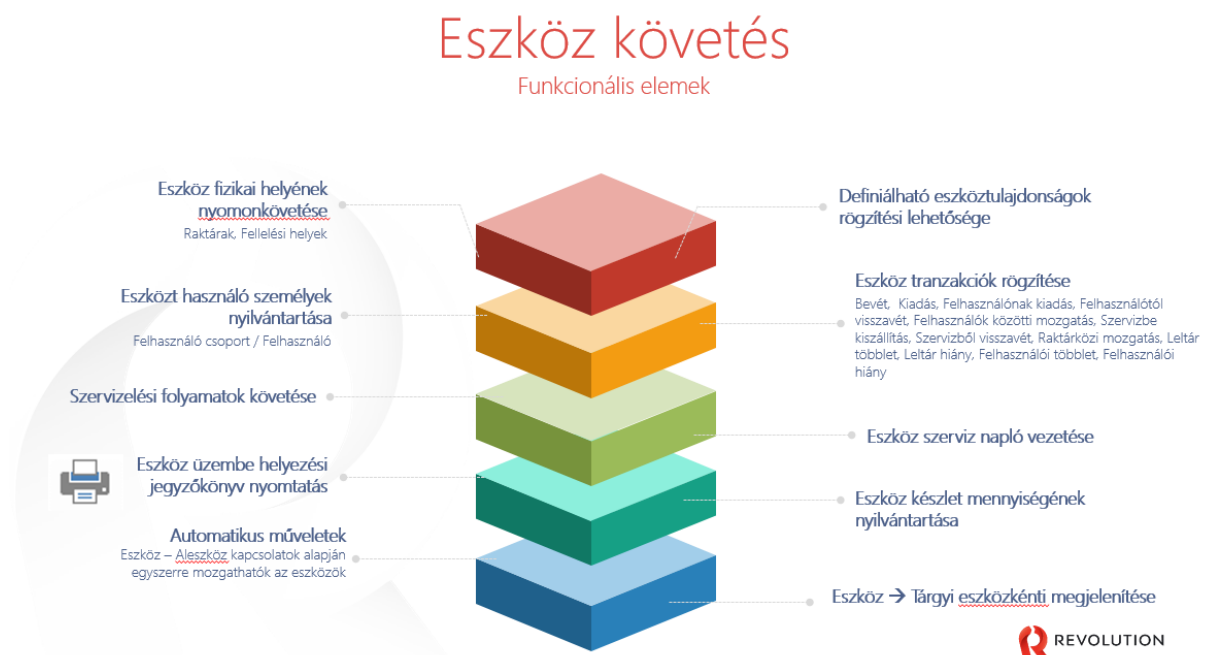 Eszköz követés
Funkcionális elemek
Eszköz fizikai helyének
nyomonkövetése
Raktárak, Fellelési helyek
Eszközt használó személyek
nyilvántartása
Felhasználó csoport / Felhasználó
Szervizelési folyamatok követése
Eszköz üzembe helyezési
jegyzőkönyv nyomtatás
Automatikus műveletek
Eszköz – Aleszköz kapcsolatok alapján
egyszerre mozgathatók az eszközök
Definiálható eszköztulajdonságok
rögzítési lehetősége
Eszköz tranzakciók rögzítése
Bevét, Kiadás, Felhasználónak kiadás, Felhasználótól
visszavét, Felhasználók közötti mozgatás, Szervizbe
kiszállítás, Szervizből visszavét, Raktárközi mozgatás, Leltár
többlet, Leltár hiány, Felhasználói többlet, Felhasználói
hiány
Eszköz szerviz napló vezetése
Eszköz készlet mennyiségének
nyilvántartása
Eszköz → Tárgyi eszközkénti megjelenítése
REVOLUTION